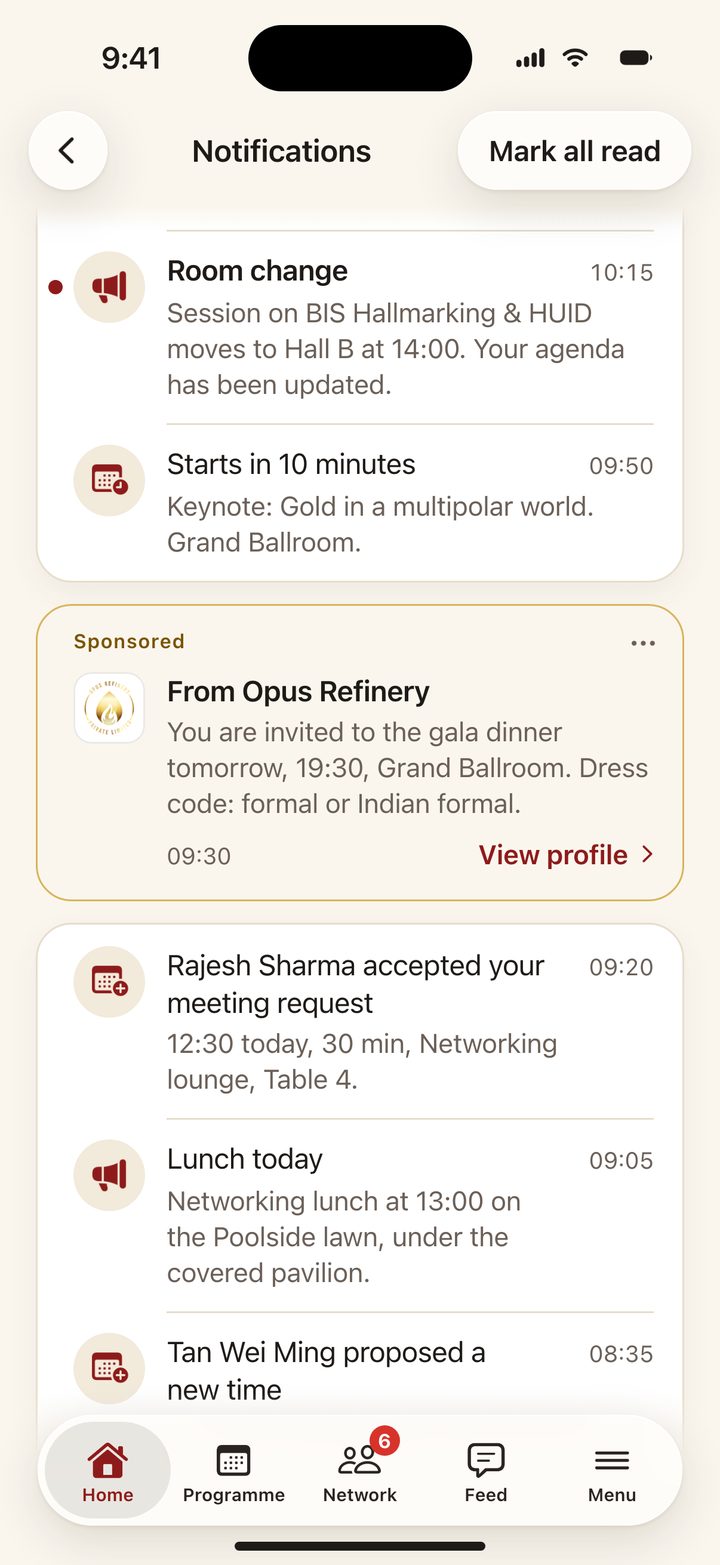 9:41
Notifications
Mark all read
Room change
10:15
Session on BIS Hallmarking & HUID
moves to Hall B at 14:00. Your agenda
has been updated.
Starts in 10 minutes
09:50
Keynote: Gold in a multipolar world.
Grand Ballroom.
Sponsored
OPUS REFINERY
PRIVATE LIMITED
From Opus Refinery
You are invited to the gala dinner
tomorrow, 19:30, Grand Ballroom. Dress
code: formal or Indian formal.
09:30
View profile
Rajesh Sharma accepted your
09:20
meeting request
12:30 today, 30 min, Networking
lounge, Table 4.
Lunch today
09:05
Networking lunch at 13:00 on
the Poolside lawn, under the
covered pavilion.
Tan Wei Ming proposed a
08:35
new time
6
Home
Programme
Network
Feed
Menu